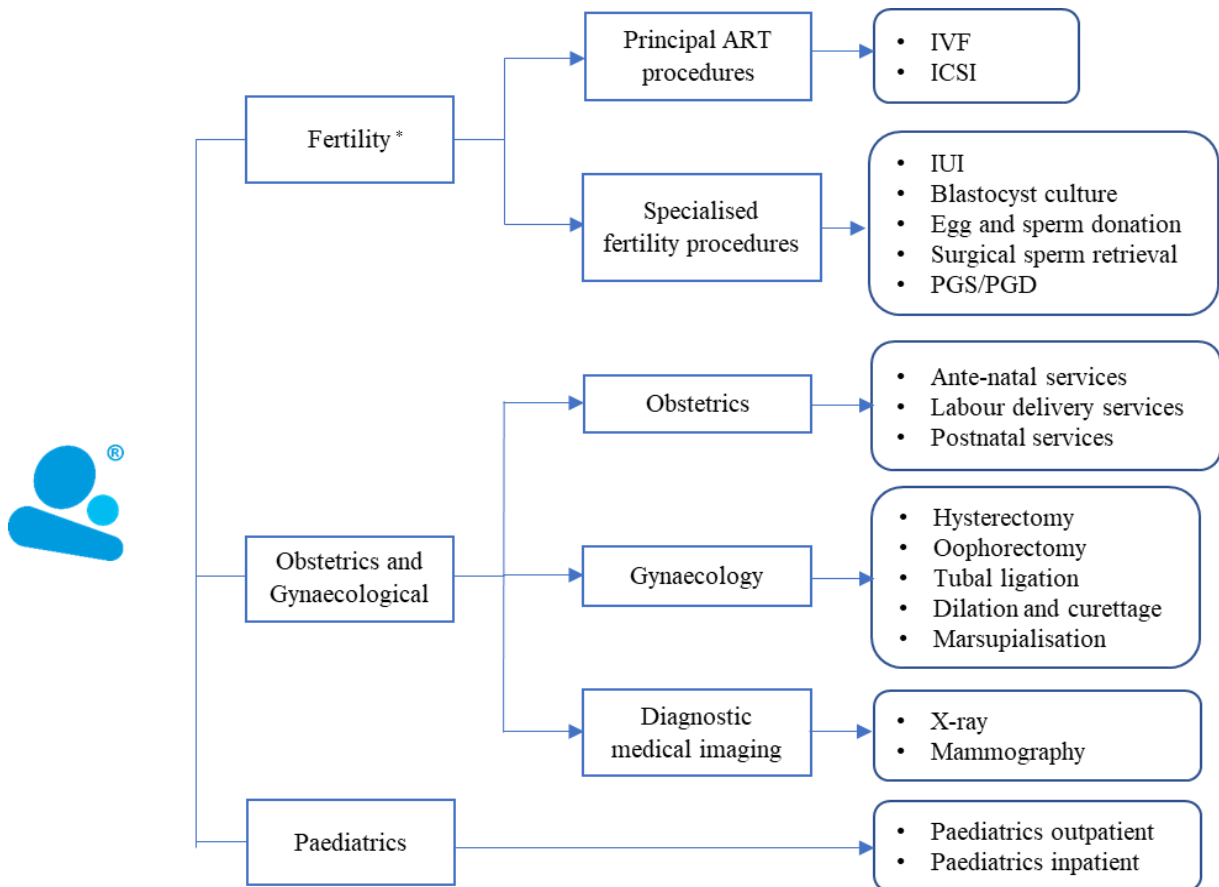 Principal ART
procedures
• IVF
• ICSI
Fertility *
Specialised
fertility procedures
• IUI
• Blastocyst culture
• Egg and sperm donation
• Surgical sperm retrieval
• PGS/PGD
®
Obstetrics and
Gynaecological
Obstetrics
• Ante-natal services
• Labour delivery services
• Postnatal services
Gynaecology
• Hysterectomy
• Oophorectomy
• Tubal ligation
• Dilation and curettage
• Marsupialisation
Diagnostic
medical imaging
• X-ray
• Mammography
Paediatrics
• Paediatrics outpatient
• Paediatrics inpatient